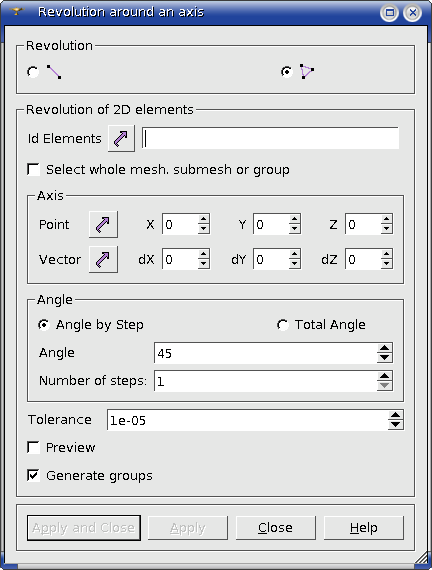 Revolution around an axis
Revolution
Revolution of 2D elements
Id Elements
Select whole mesh. submesh or group
Axis
Point X 0 Y 0 Z 0
Vector dX 0 dY 0 dZ 0
Angle
Angle by Step Total Angle
Angle 45
Number of steps: 1
Tolerance 1e-05
Preview
Generate groups
Apply and Close Apply Close Help